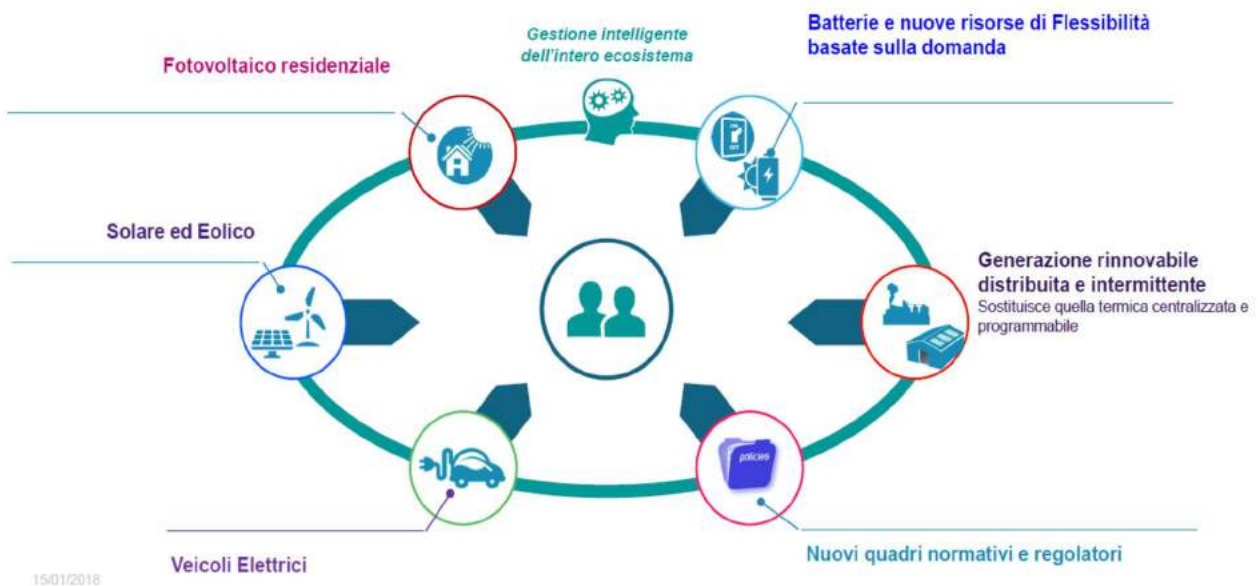 Gestione intelligente
dell'intero ecosistema
Batterie e nuove risorse di Flessibilità
basate sulla domanda
Fotovoltaico residenziale
Solare ed Eolico
Generazione rinnovabile
distribuita e intermittente
Sostituisce quella termica centralizzata e
programmabile
policies
Veicoli Elettrici
Nuovi quadri normativi e regolatori
15/01/2018